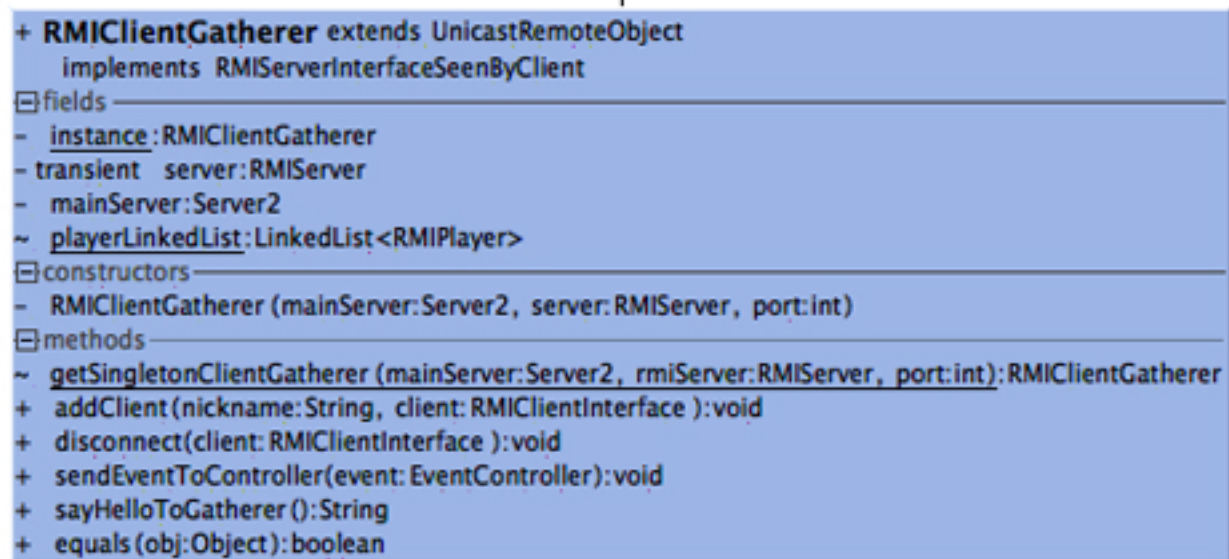 + RMIClientGatherer extends UnicastRemoteObject
implements RMIServerInterfaceSeenByClient
fields
- instance:RMIClientGatherer
- transient server:RMIServer
- mainServer:Server2
~ playerLinkedList:LinkedList<RMIPlayer>
constructors
- RMIClientGatherer (mainServer:Server2, server:RMIServer, port:int)
methods
~ getSingletonClientGatherer (mainServer:Server2, rmiServer:RMIServer, port:int):RMIClientGatherer
+ addClient(nickname:String, client:RMIClientInterface ):void
+ disconnect(client:RMIClientInterface ):void
+ sendEventToController(event:EventController):void
+ sayHelloToGatherer ():String
+ equals (obj:Object):boolean